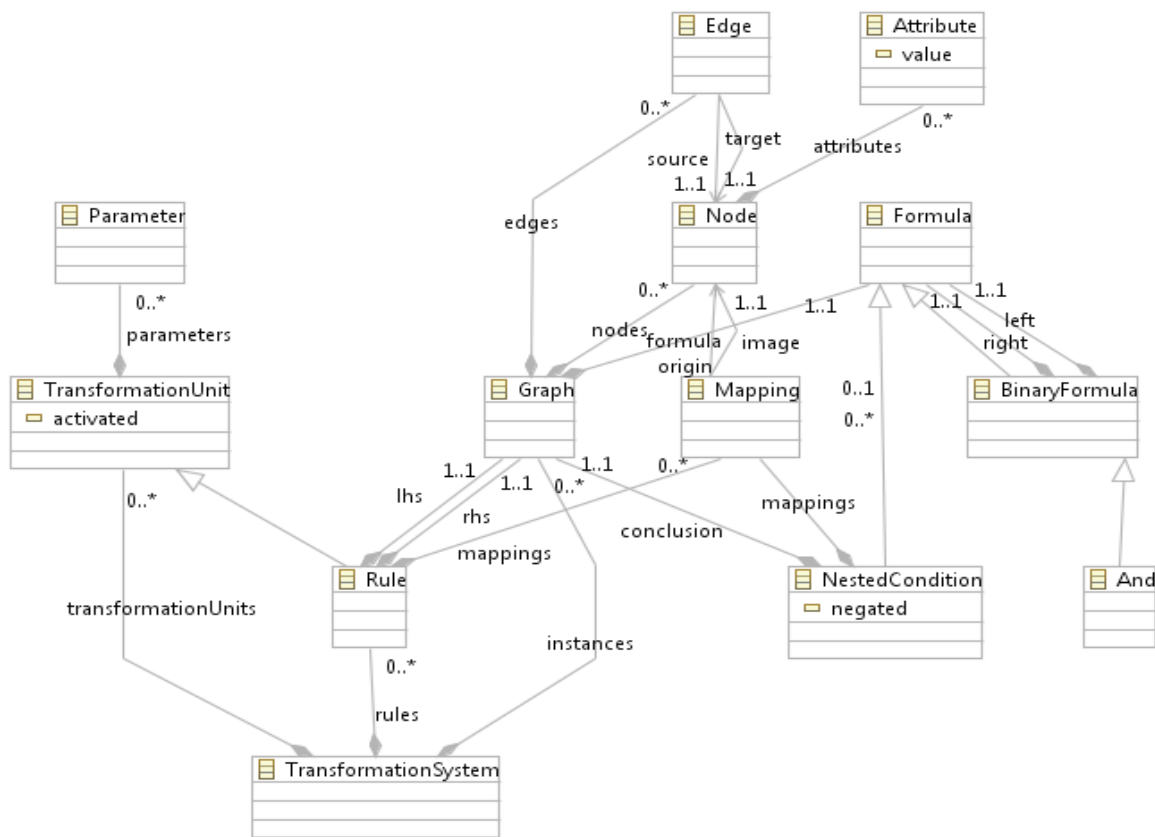 Edge
Attribute
value
0..*
0..*
target
attributes
source
1..1
1..1
Parameter
Node
Formula
edges
0..*
0..*
1..1
1..1
1..1
1..1
parameters
nodes
formula
image
left
right
origin
TransformationUnit
activated
Graph
Mapping
0..1
0..*
BinaryFormula
1..1
1..1
0..*
1..1
0..*
0..*
lhs
rhs
mappings
conclusion
mappings
Rule
NestedCondition
negated
And
transformationUnits
instances
0..*
rules
TransformationSystem